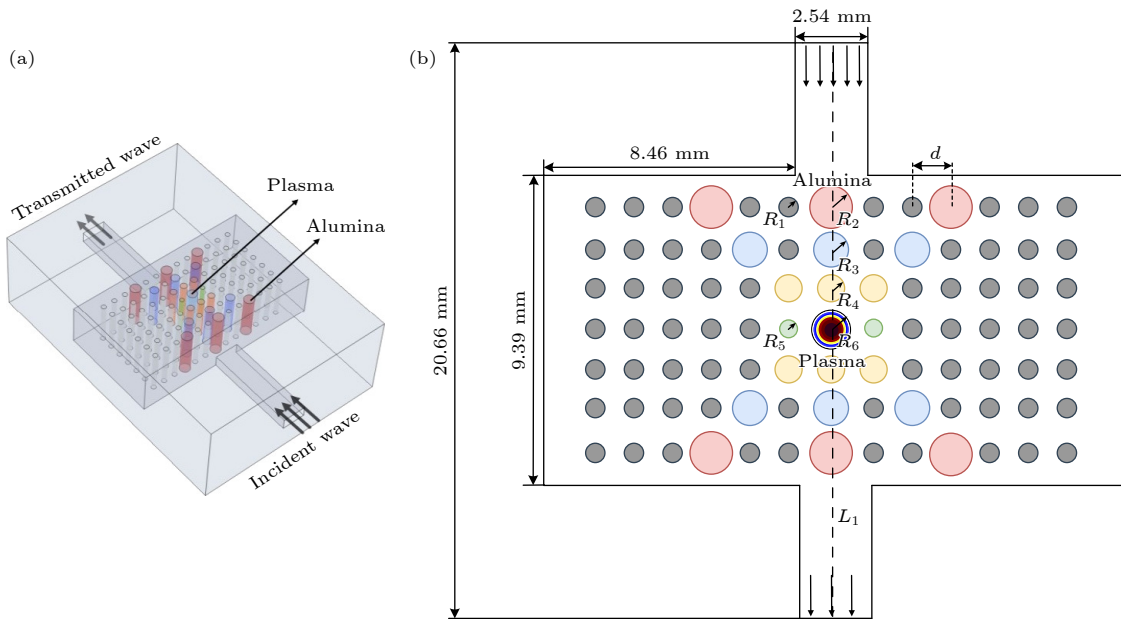 (a)
Transmitted wave
Plasma
Alumina
Incident wave
(b)
2.54 mm
8.46 mm
d
20.66 mm
9.39 mm
Alumina
R1
R2
R3
R4
R5
R6
Plasma
L1